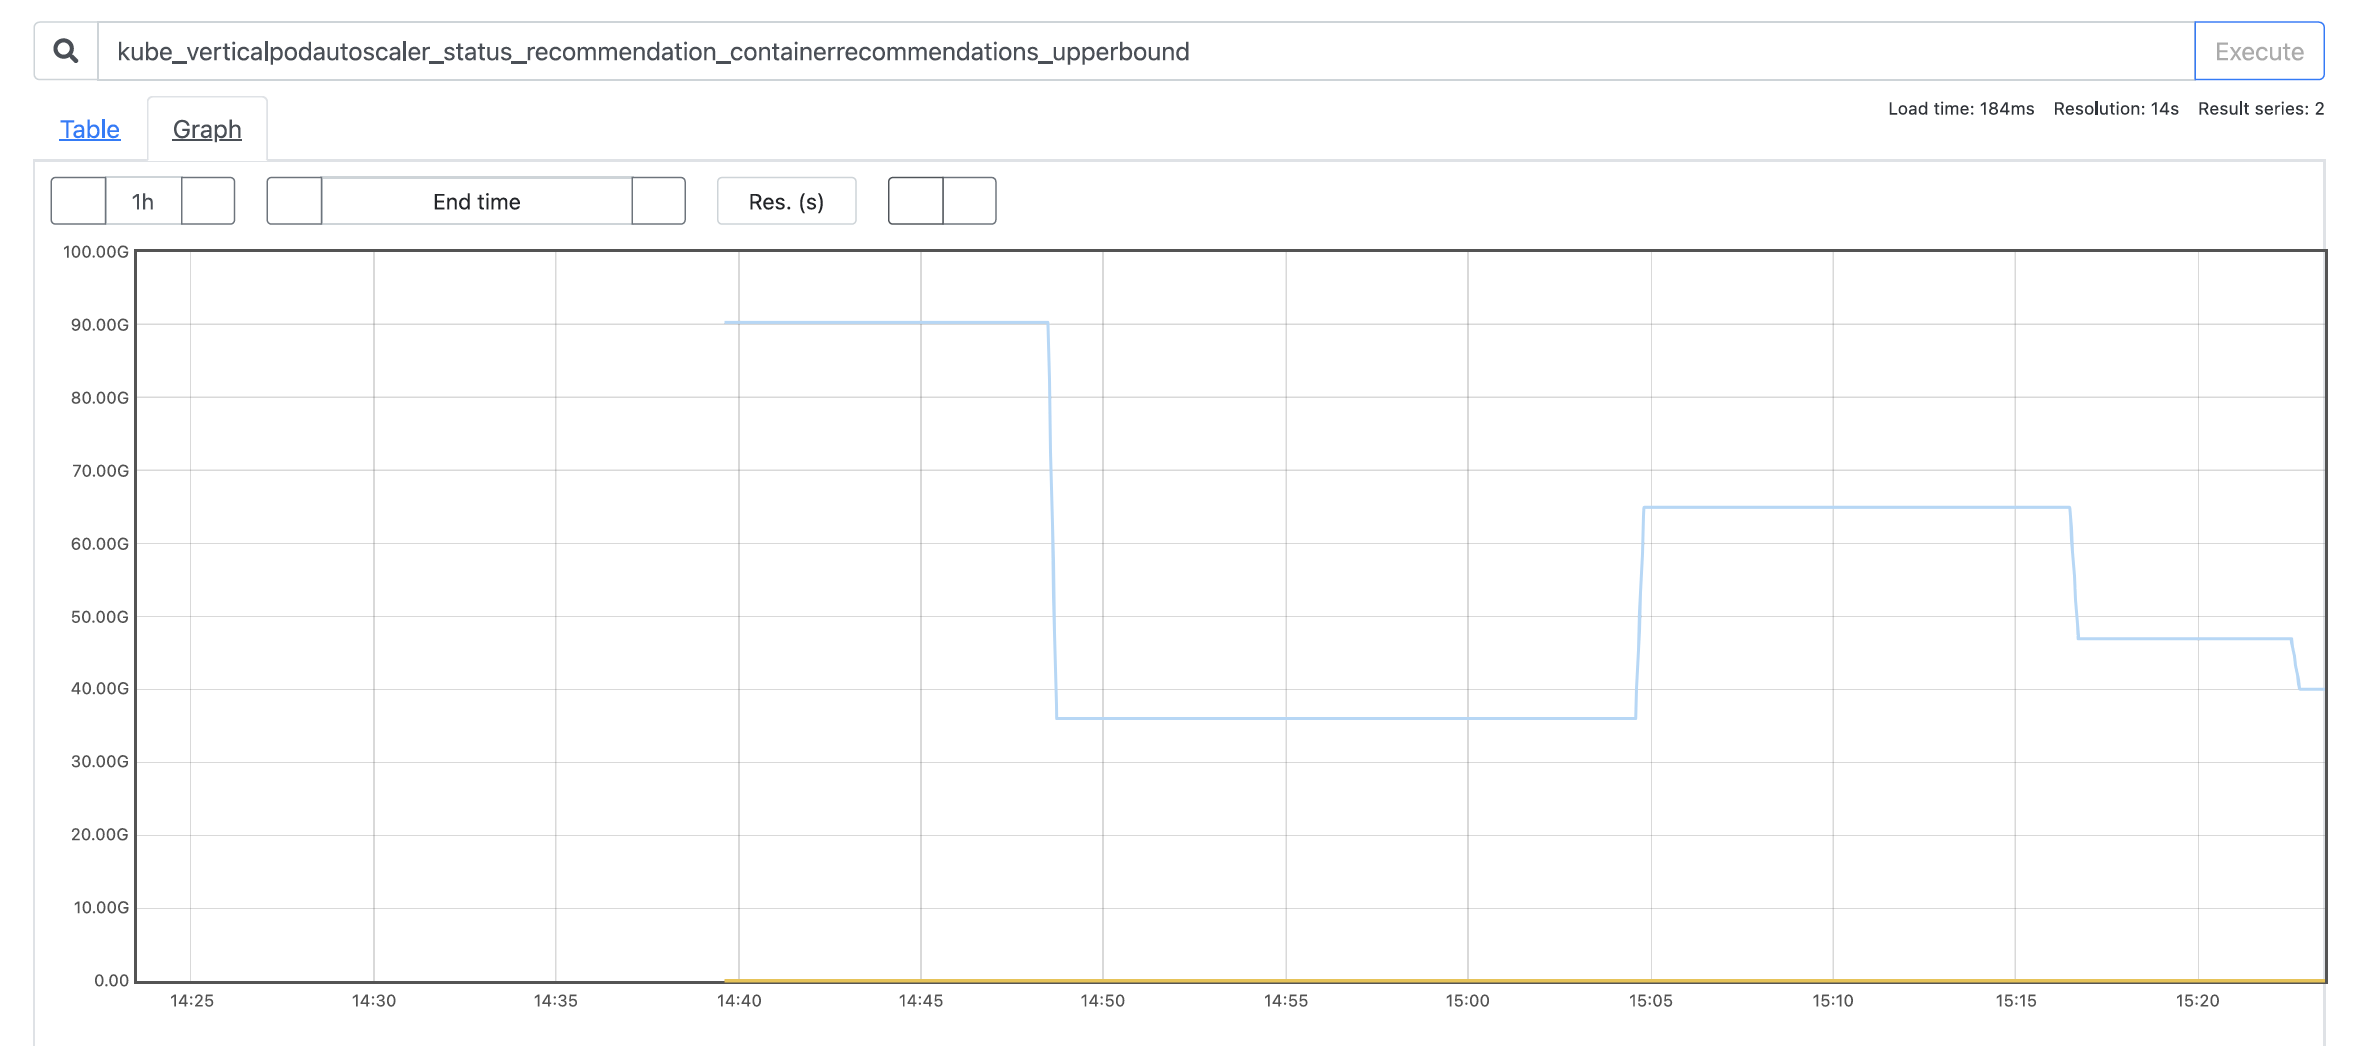 kube_verticalpodautoscaler_status_recommendation_containerrecommendations_upperbound
Execute
Load time: 184ms Resolution: 14s Result series: 2
Table
Graph
1h
End time
Res. (s)
100.00G
90.00G
80.00G
70.00G
60.00G
50.00G
40.00G
30.00G
20.00G
10.00G
0.00
14:25 14:30 14:35 14:40 14:45 14:50 14:55 15:00 15:05 15:10 15:15 15:20